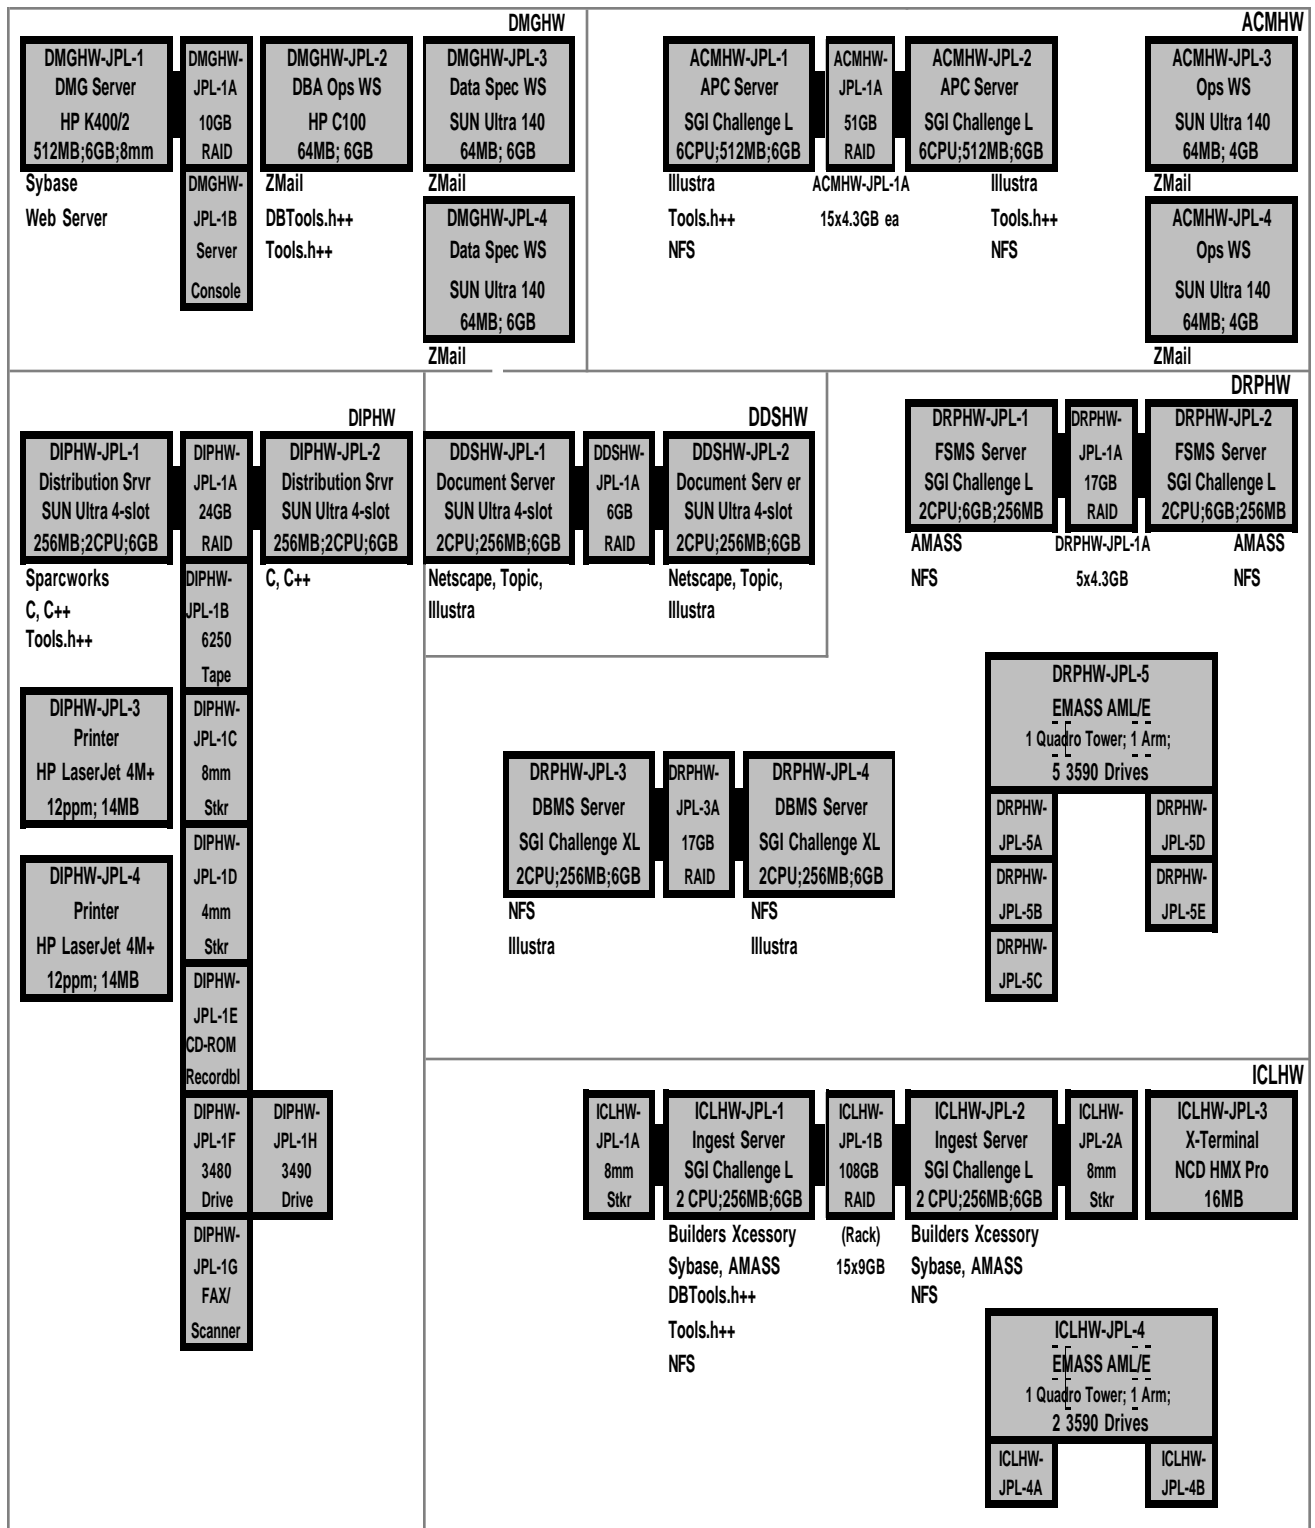 DMGHW
DMGHW-JPL-1
DMG Server
HP K400/2
512MB;6GB;8mm
Sybase
Web Server
DMGHW-
JPL-1A
10GB
RAID
DMGHW-
JPL-1B
Server
Console
DMGHW-JPL-2
DBA Ops WS
HP C100
64MB; 6GB
ZMail
DBTools.h++
Tools.h++
DMGHW-JPL-3
Data Spec WS
SUN Ultra 140
64MB; 6GB
ZMail
DMGHW-JPL-4
Data Spec WS
SUN Ultra 140
64MB; 6GB
ZMail
ACMHW
ACMHW-JPL-1
APC Server
SGI Challenge L
6CPU;512MB;6GB
Illustra
Tools.h++
NFS
ACMHW-
JPL-1A
51GB
RAID
ACMHW-JPL-1A
15x4.3GB ea
ACMHW-JPL-2
APC Server
SGI Challenge L
6CPU;512MB;6GB
Illustra
Tools.h++
NFS
ACMHW-JPL-3
Ops WS
SUN Ultra 140
64MB; 4GB
ZMail
ACMHW-JPL-4
Ops WS
SUN Ultra 140
64MB; 4GB
ZMail
DIPHW
DIPHW-JPL-1
Distribution Srvr
SUN Ultra 4-slot
256MB;2CPU;6GB
Sparcworks
C, C++
Tools.h++
DIPHW-
JPL-1A
24GB
RAID
DIPHW-JPL-2
Distribution Srvr
SUN Ultra 4-slot
256MB;2CPU;6GB
C, C++
DIPHW-
JPL-1B
6250
Tape
DIPHW-
JPL-1C
8mm
Stkr
DIPHW-
JPL-1D
4mm
Stkr
DIPHW-
JPL-1E
CD-ROM
Recordbl
DIPHW-
JPL-1F
3480
Drive
DIPHW-
JPL-1H
3490
Drive
DIPHW-
JPL-1G
FAX/
Scanner
DIPHW-JPL-3
Printer
HP LaserJet 4M+
12ppm; 14MB
DIPHW-JPL-4
Printer
HP LaserJet 4M+
12ppm; 14MB
DDSHW
DDSHW-JPL-1
Document Server
SUN Ultra 4-slot
2CPU;256MB;6GB
Netscape, Topic,
Illustra
DDSHW-
JPL-1A
6GB
RAID
DDSHW-JPL-2
Document Serv er
SUN Ultra 4-slot
2CPU;256MB;6GB
Netscape, Topic,
Illustra
DRPHW
DRPHW-JPL-1
FSMS Server
SGI Challenge L
2CPU;6GB;256MB
AMASS
NFS
DRPHW-
JPL-1A
17GB
RAID
DRPHW-JPL-1A
5x4.3GB
DRPHW-JPL-2
FSMS Server
SGI Challenge L
2CPU;6GB;256MB
AMASS
NFS
DRPHW-JPL-3
DBMS Server
SGI Challenge XL
2CPU;256MB;6GB
NFS
Illustra
DRPHW-
JPL-3A
17GB
RAID
DRPHW-JPL-4
DBMS Server
SGI Challenge XL
2CPU;256MB;6GB
NFS
Illustra
DRPHW-JPL-5
EMASS AML/E
1 Quadro Tower; 1 Arm;
5 3590 Drives
DRPHW-
JPL-5A
DRPHW-
JPL-5B
DRPHW-
JPL-5C
DRPHW-
JPL-5D
DRPHW-
JPL-5E
ICLHW
ICLHW-
JPL-1A
8mm
Stkr
ICLHW-JPL-1
Ingest Server
SGI Challenge L
2 CPU;256MB;6GB
Builders Xcessory
Sybase, AMASS
DBTools.h++
Tools.h++
NFS
ICLHW-
JPL-1B
108GB
RAID
(Rack)
15x9GB
ICLHW-JPL-2
Ingest Server
SGI Challenge L
2 CPU;256MB;6GB
Builders Xcessory
Sybase, AMASS
NFS
ICLHW-
JPL-2A
8mm
Stkr
ICLHW-JPL-3
X-Terminal
NCD HMX Pro
16MB
ICLHW-JPL-4
EMASS AML/E
1 Quadro Tower; 1 Arm;
2 3590 Drives
ICLHW-
JPL-4A
ICLHW-
JPL-4B